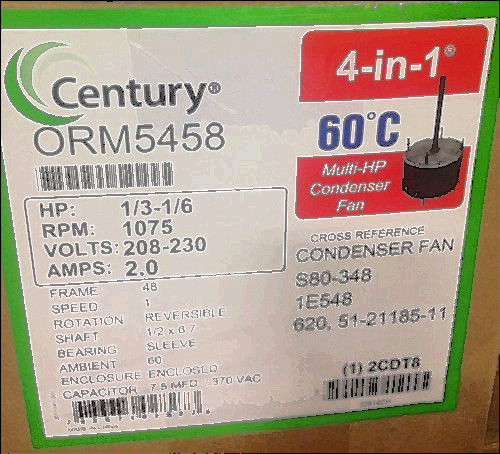 Century®
ORM5458
4-in-1®
60°C
Multi-HP
Condenser
Fan
HP: 1/3-1/6
RPM: 1075
VOLTS: 208-230
AMPS: 2.0
FRAME 48
SPEED 1
ROTATION REVERSIBLE
SHAFT 1/2 x 6.7
BEARING SLEEVE
AMBIENT 60
ENCLOSURE ENCLOSED
CAPACITOR 7.5 MFD / 370 VAC
CROSS REFERENCE
CONDENSER FAN
S80-348
1E548
620, 51-21185-11
(1) 2CDT8
MADE IN CHINA